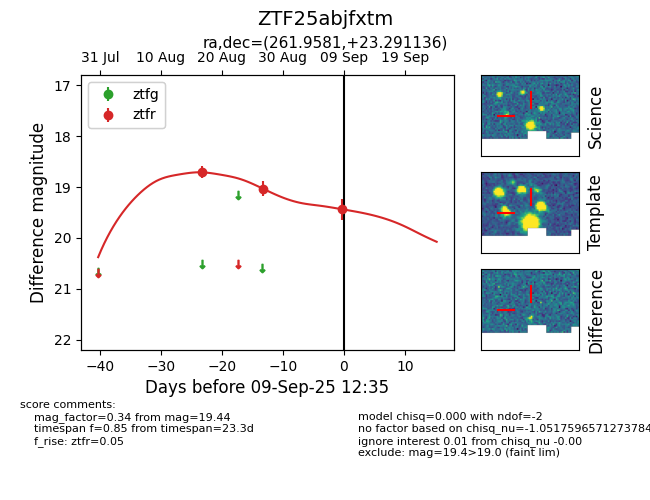 ZTF25abjfxtm
ra,dec=(261.9581,+23.291136)
31 Jul 10 Aug 20 Aug 30 Aug 09 Sep 19 Sep
ztfg
ztfr
17
18
19
20
21
22
Difference magnitude
−40 −30 −20 −10 0 10
Days before 09-Sep-25 12:35
Science
Template
Difference
score comments:
mag_factor=0.34 from mag=19.44
timespan f=0.85 from timespan=23.3d
f_rise: ztfr=0.05
model chisq=0.000 with ndof=-2
no factor based on chisq_nu=-1.0517596571273784
ignore interest 0.01 from chisq_nu -0.00
exclude: mag=19.4>19.0 (faint lim)